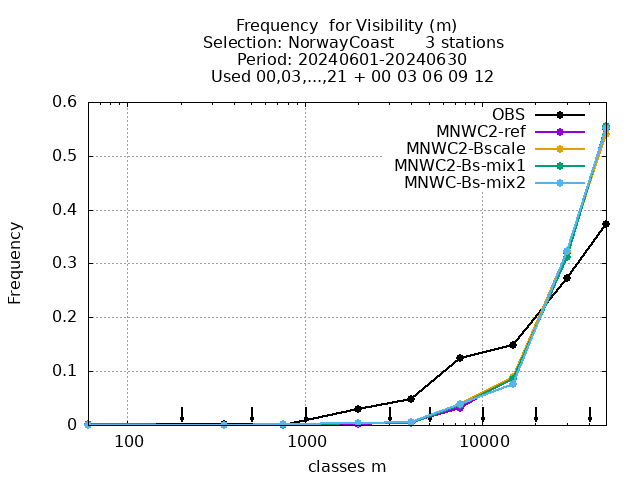 Frequency  for Visibility (m)
Selection: NorwayCoast      3 stations
Period: 20240601-20240630
Used 00,03,...,21 + 00 03 06 09 12
0.6
0.5
0.4
0.3
0.2
0.1
0
Frequency
OBS
MNWC2-ref
MNWC2-Bscale
MNWC2-Bs-mix1
MNWC-Bs-mix2
100
1000
10000
classes m